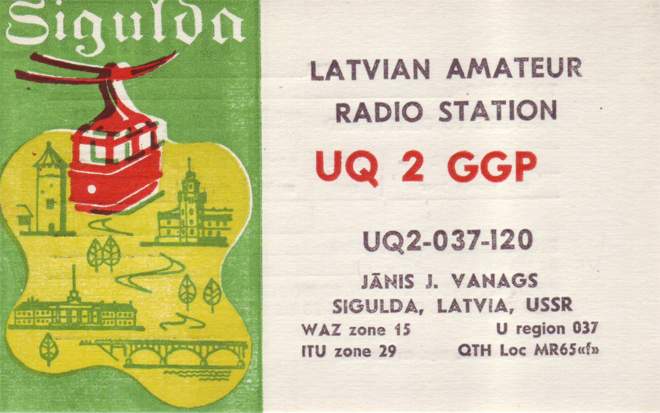 Sigulda
LATVIAN AMATEUR
RADIO STATION
UQ 2 GGP
UQ2-037-120
JĀNIS J. VANAGS
SIGULDA, LATVIA, USSR
WAZ zone 15 U region 037
ITU zone 29 QTH Loc MR65«f»